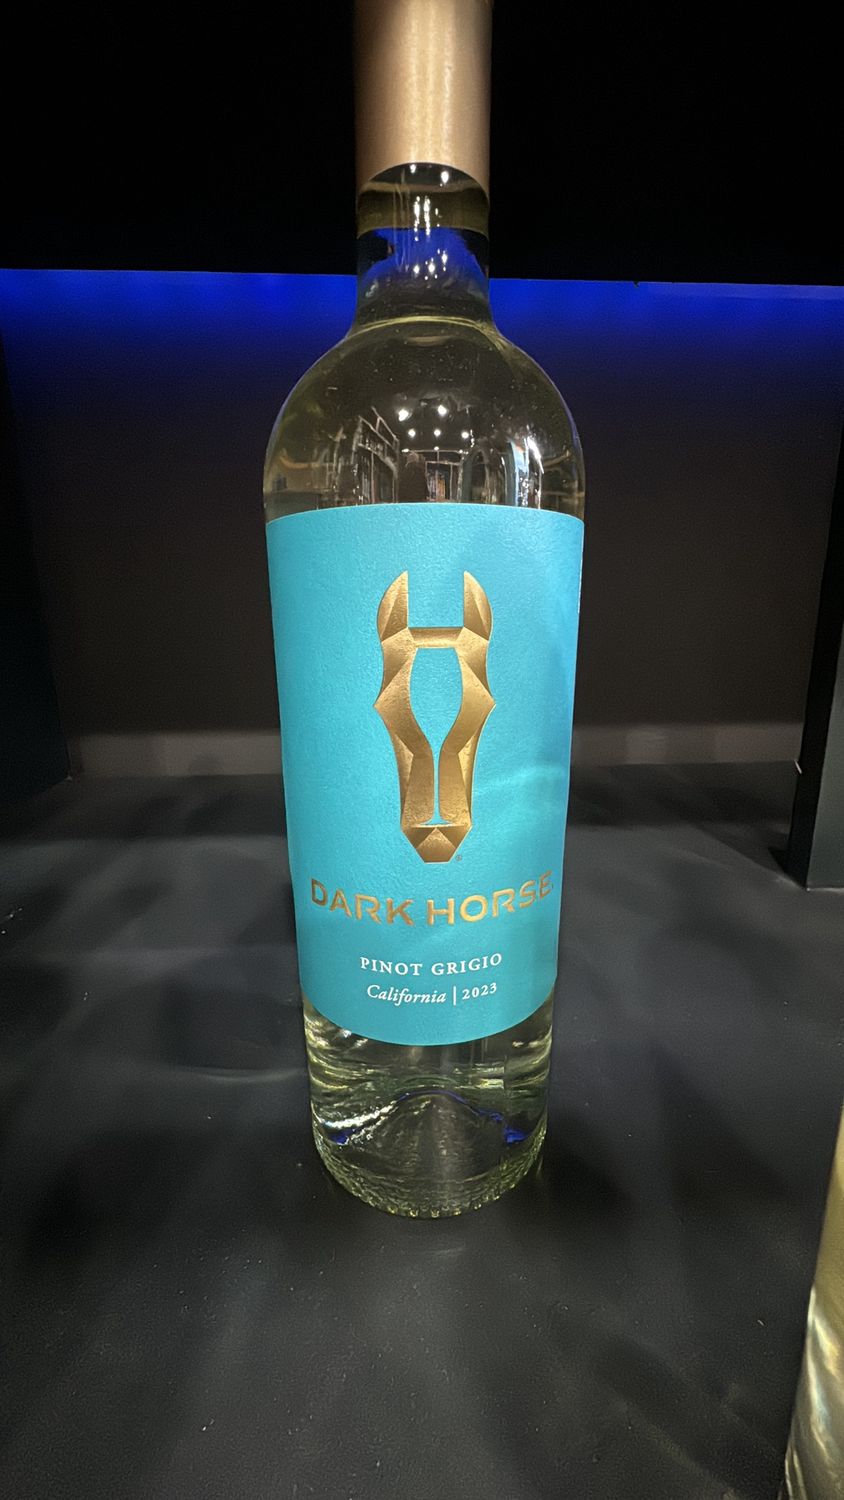 DARK HORSE
PINOT GRIGIO
California | 2023